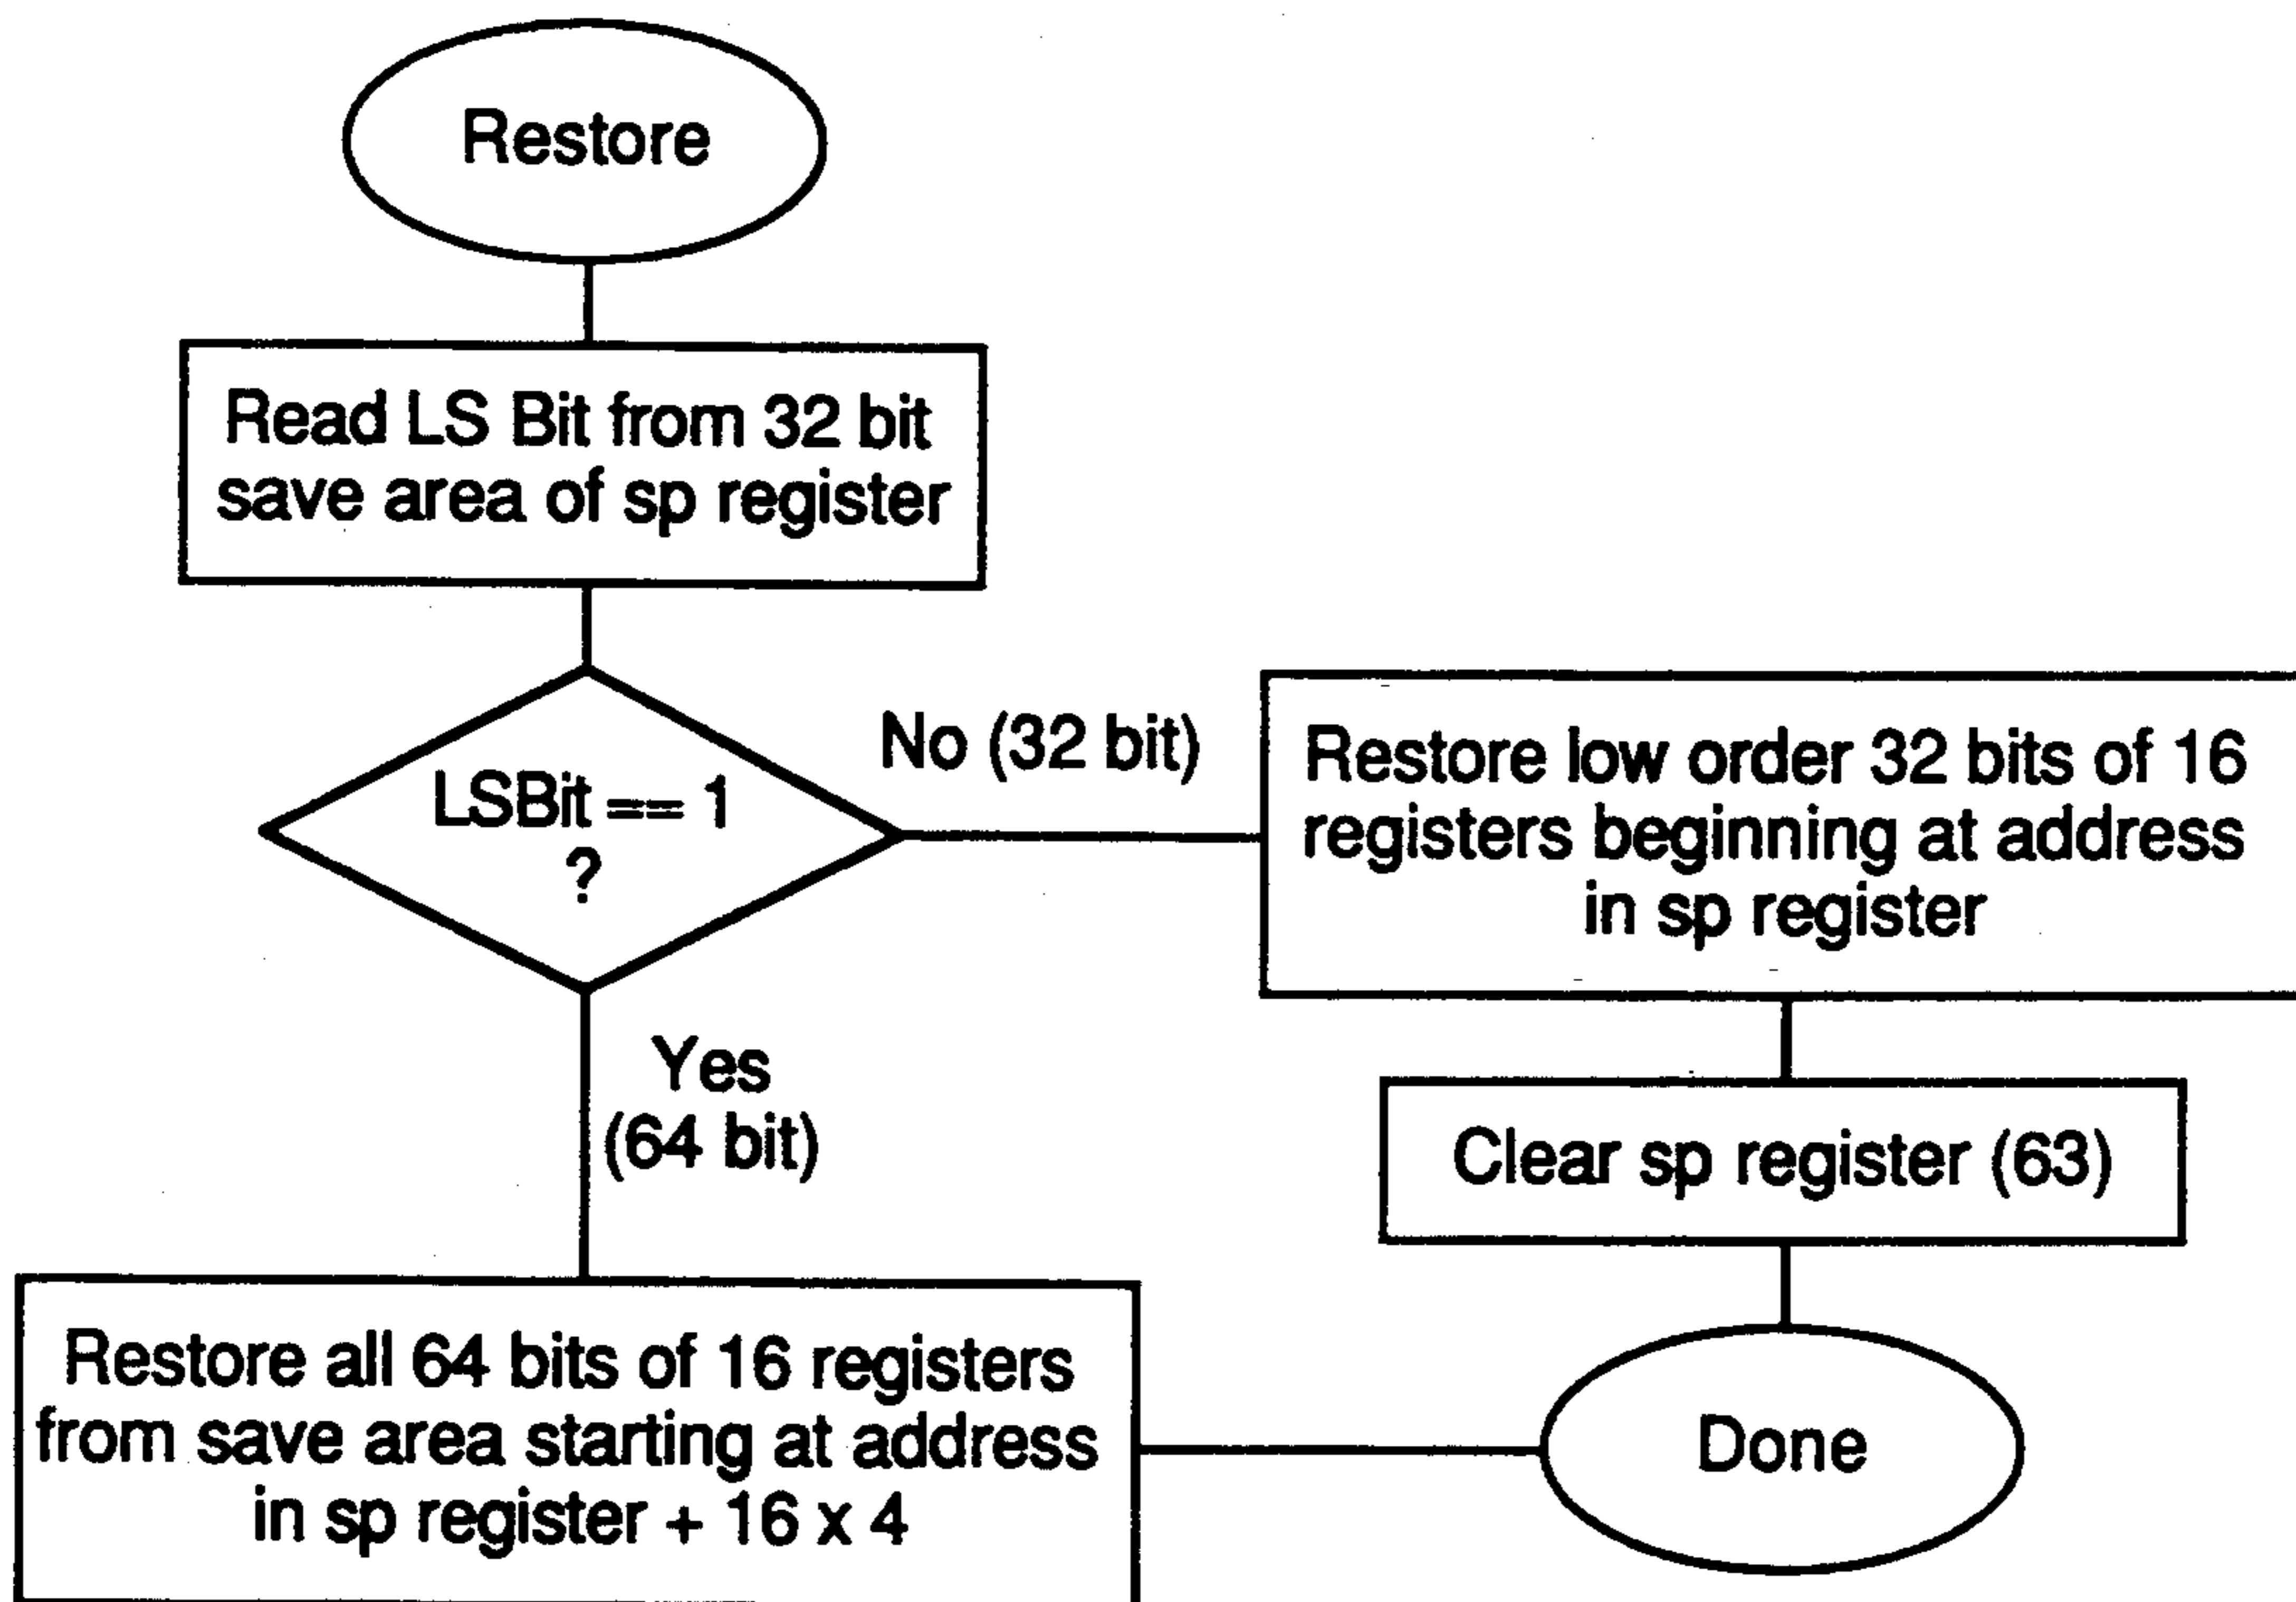 Restore
Read LS Bit from 32 bit
save area of sp register
LSBit == 1
?
No (32 bit)
Restore low order 32 bits of 16
registers beginning at address
in sp register
Yes
(64 bit)
Clear sp register (63)
Restore all 64 bits of 16 registers
from save area starting at address
in sp register + 16 x 4
Done